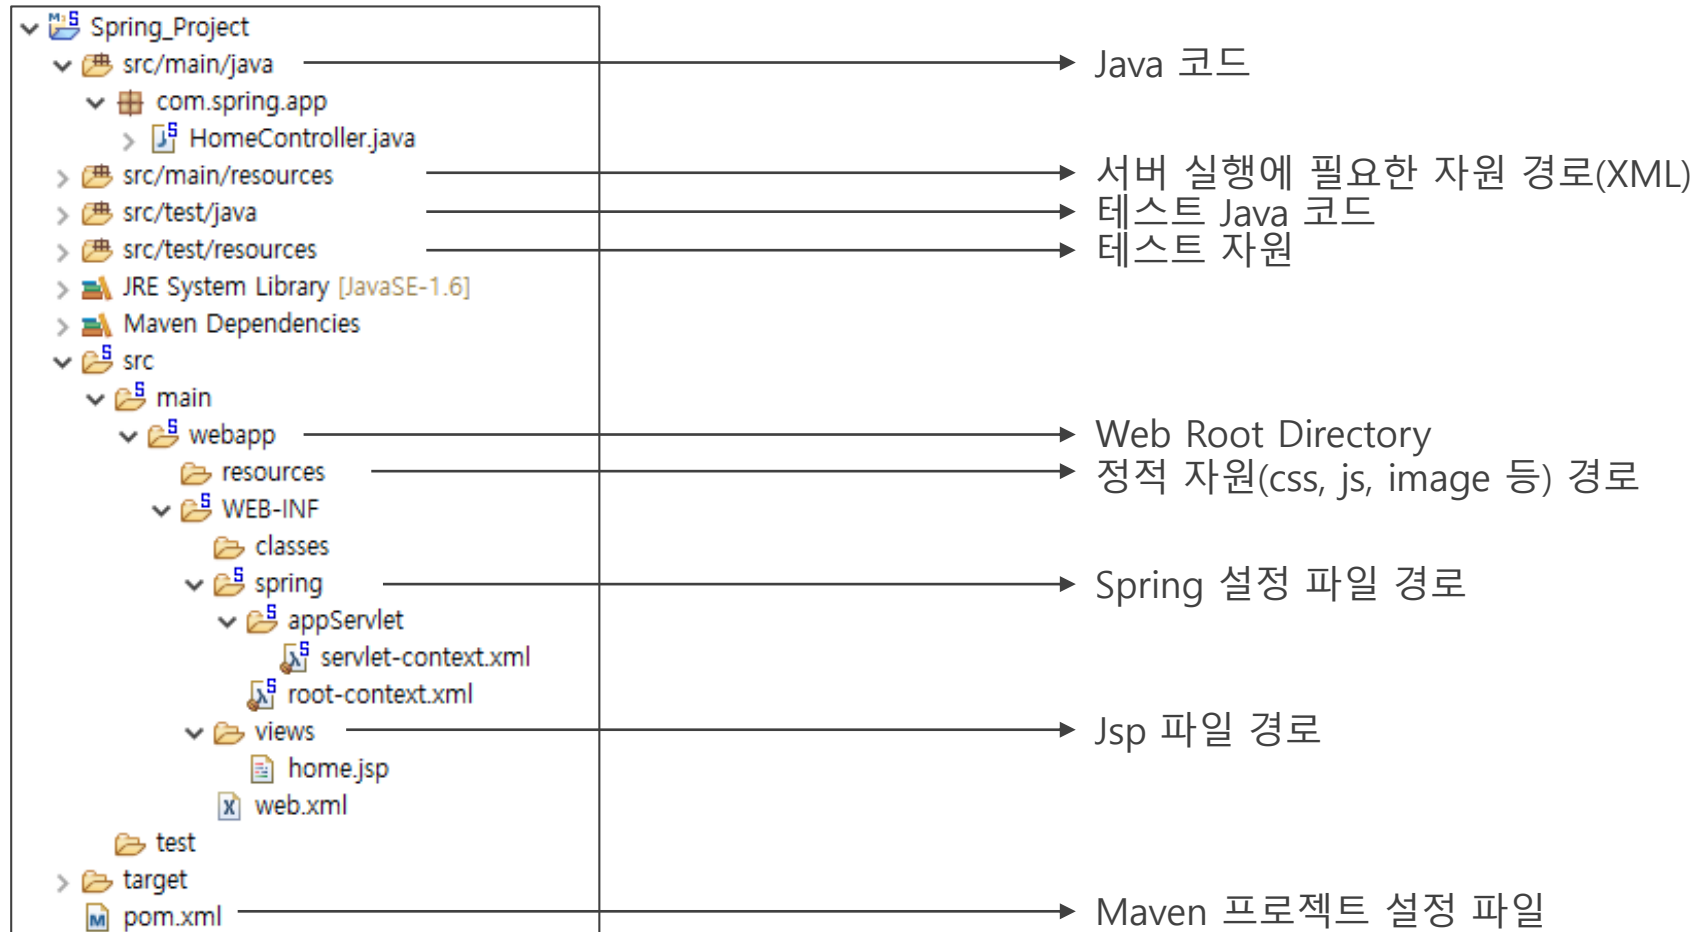 Spring_Project
src/main/java → Java 코드
com.spring.app
HomeController.java
src/main/resources → 서버 실행에 필요한 자원 경로(XML)
src/test/java → 테스트 Java 코드
src/test/resources → 테스트 자원
JRE System Library [JavaSE-1.6]
Maven Dependencies
src
main
webapp → Web Root Directory
resources → 정적 자원(css, js, image 등) 경로
WEB-INF
classes
spring → Spring 설정 파일 경로
appServlet
servlet-context.xml
root-context.xml
views → Jsp 파일 경로
home.jsp
web.xml
test
target
pom.xml → Maven 프로젝트 설정 파일